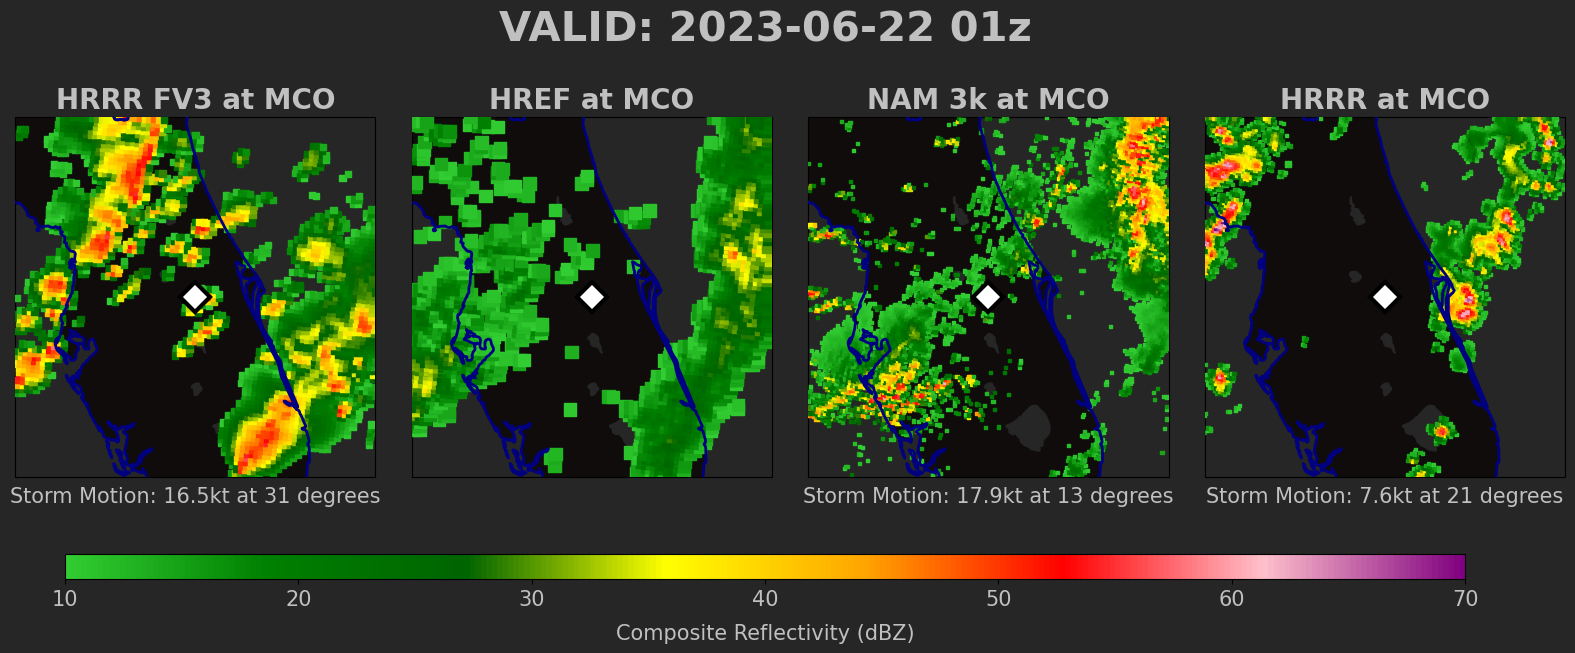 VALID: 2023-06-22 01z
HRRR FV3 at MCO
HREF at MCO
NAM 3k at MCO
HRRR at MCO
Storm Motion: 16.5kt at 31 degrees
Storm Motion: 17.9kt at 13 degrees
Storm Motion: 7.6kt at 21 degrees
10 20 30 40 50 60 70
Composite Reflectivity (dBZ)